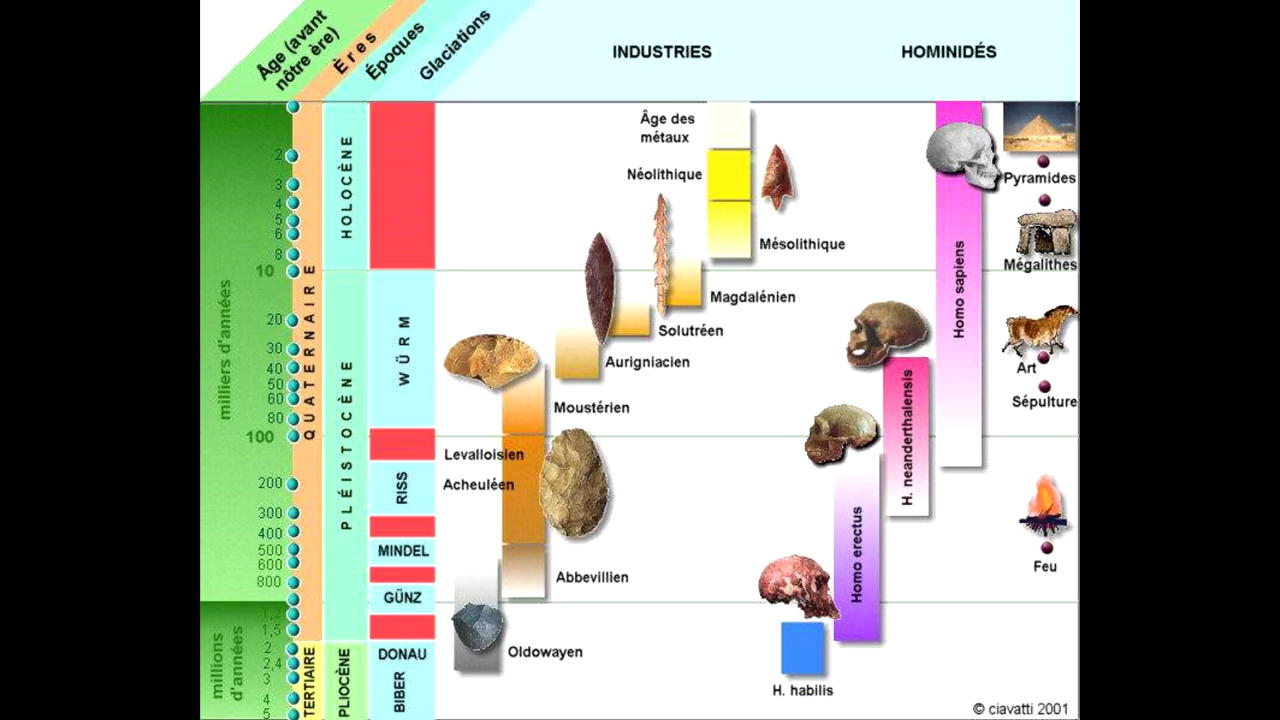 Âge (avant
nôtre ère)
Ères
Époques
Glaciations
INDUSTRIES
HOMINIDÉS
milliers d'années
millions
d'années
2
3
4
5
6
8
10
20
30
40
50
60
80
100
200
300
400
500
600
800
1,2
1,5
2
2,4
3
4
5
QUATERNAIRE
TERTIAIRE
HOLOCÈNE
PLÉISTOCÈNE
PLIOCÈNE
WÜRM
RISS
MINDEL
GÜNZ
DONAU
BIBER
Âge des
métaux
Néolithique
Mésolithique
Magdalénien
Solutréen
Aurignacien
Moustérien
Levalloisien
Acheuléen
Abbevillien
Oldowayen
Homo sapiens
H. neanderthalensis
Homo erectus
H. habilis
Pyramides
Mégalithes
Art
Sépulture
Feu
© ciavatti 2001